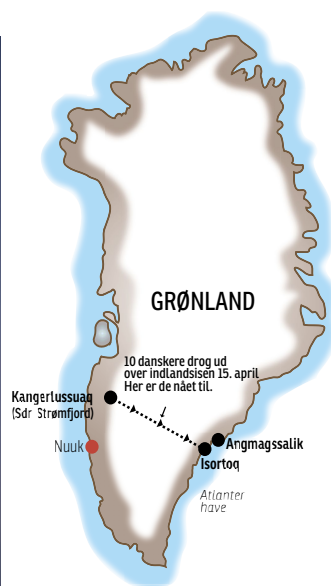 GRØNLAND
10 danskere drog ud
over indlandsisen 15. april
Her er de nået til.
Kangerlussuaq
(Sdr Strømfjord)
Nuuk
Angmagssalik
Isortoq
Atlanter
have